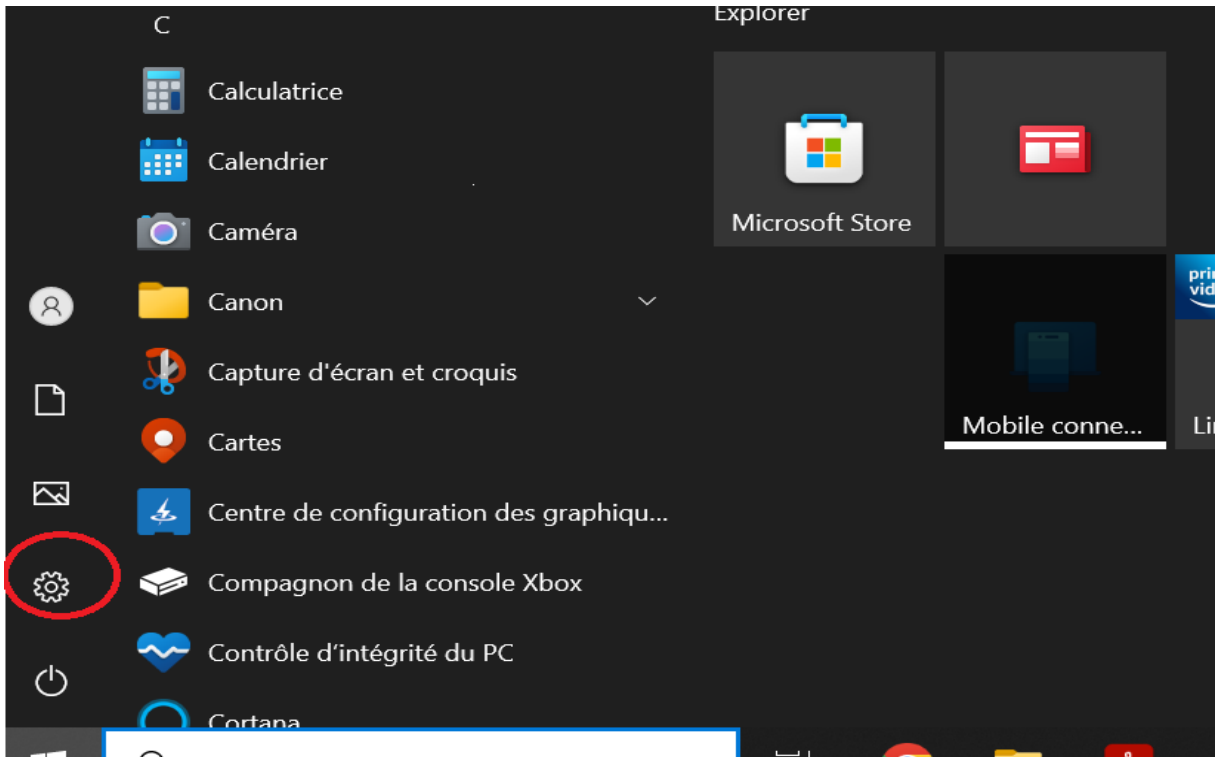 C
Calculatrice
Calendrier
Caméra
Canon
Capture d'écran et croquis
Cartes
Centre de configuration des graphiqu...
Compagnon de la console Xbox
Contrôle d’intégrité du PC
Cortana
Explorer
Microsoft Store
Mobile conne...